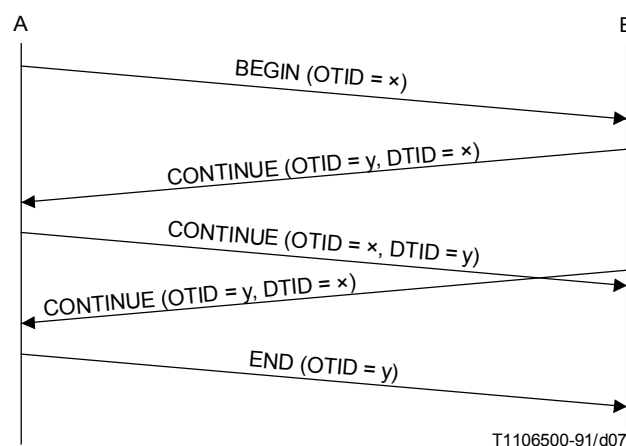 A
BEGIN (OTID = ×)
CONTINUE (OTID = y, DTID = ×)
CONTINUE (OTID = ×, DTID = y)
CONTINUE (OTID = y, DTID = ×)
END (OTID = y)
T1106500-91/d07